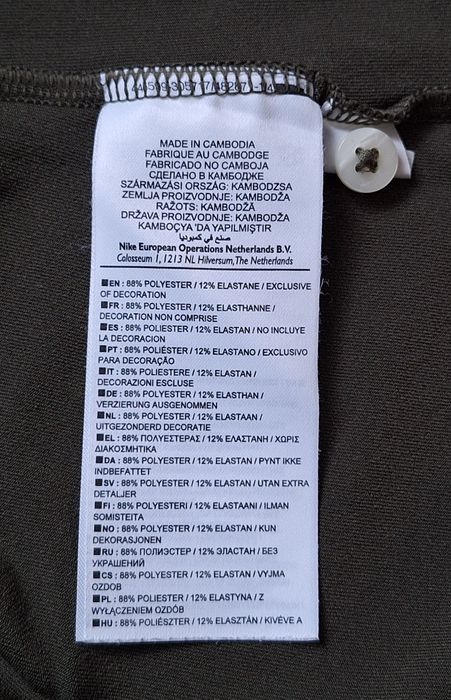 MADE IN CAMBODIA
FABRIQUE AU CAMBODGE
FABRICADO NO CAMBOJA
СДЕЛАНО В КАМБОДЖЕ
SZÁRMAZÁSI ORSZÁG: KAMBODZSA
ZEMLJA PROIZVODNJE: KAMBODŽA
RAŽOTS: KAMBODŽĀ
DRŽAVA PROIZVODNJE: KAMBODŽA
KAMBOÇYA 'DA YAPILMIŞTIR
صنع في كمبوديا
Nike European Operations Netherlands B.V.
Colosseum 1, 1213 NL Hilversum, The Netherlands
EN : 88% POLYESTER / 12% ELASTANE / EXCLUSIVE
OF DECORATION
FR : 88% POLYESTER / 12% ELASTHANNE /
DECORATION NON COMPRISE
ES : 88% POLIESTER / 12% ELASTAN / NO INCLUYE
LA DECORACION
PT : 88% POLIÉSTER / 12% ELASTANO / EXCLUSIVO
PARA DECORAÇÃO
IT : 88% POLIESTERE / 12% ELASTAN /
DECORAZIONI ESCLUSE
DE : 88% POLYESTER / 12% ELASTHAN /
VERZIERUNG AUSGENOMMEN
NL : 88% POLYESTER / 12% ELASTAAN /
UITGEZONDERD DECORATIE
EL : 88% ΠΟΛΥΕΣΤΕΡΑΣ / 12% ΕΛΑΣΤΑΝΗ / ΧΩΡΙΣ
ΔΙΑΚΟΣΜΗΤΙΚΑ
DA : 88% POLYESTER / 12% ELASTAN / PYNT IKKE
INDBEFATTET
SV : 88% POLYESTER / 12% ELASTAN / UTAN EXTRA
DETALJER
FI : 88% POLYESTERI / 12% ELASTAANI / ILMAN
SOMISTEITA
NO : 88% POLYESTER / 12% ELASTAN / KUN
DEKORASJONEN
RU : 88% ПОЛИЭСТЕР / 12% ЭЛАСТАН / БЕЗ
УКРАШЕНИЙ
CS : 88% POLYESTER / 12% ELASTAN / VYJMA
OZDOB
PL : 88% POLYESTER / 12% ELASTYNA / Z
WYŁĄCZENIEM OZDÓB
HU : 88% POLIÉSZTER / 12% ELASZTÁN / KIVÉVE A